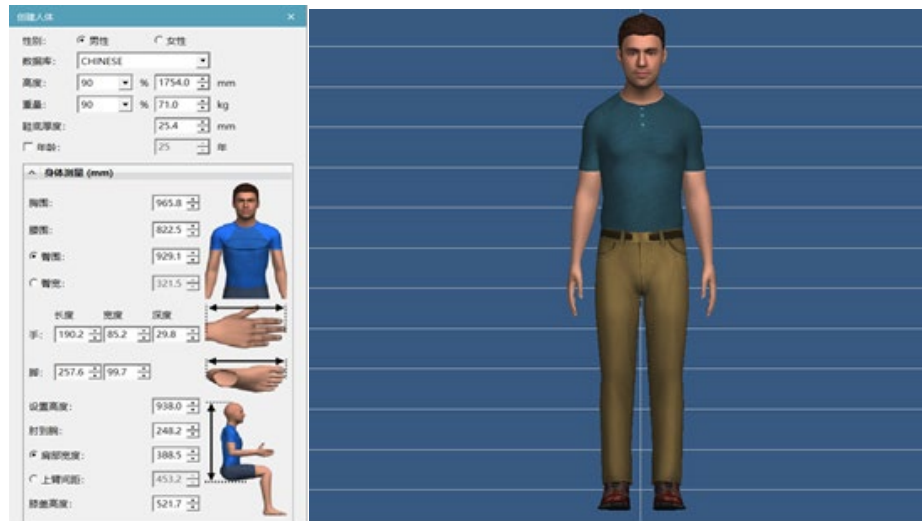 创建人体 ×
性别: 男性 女性
数据库: CHINESE
高度: 90 % 1754.0 mm
重量: 90 % 71.0 kg
鞋底厚度: 25.4 mm
年龄: 25 年
身体测量 (mm)
胸围: 965.8
腰围: 822.5
臀围: 929.1
臀宽: 321.5
长度 宽度 深度
手: 190.2 85.2 29.8
脚: 257.6 99.7
设置高度: 938.0
肘到腕: 248.2
肩部宽度: 388.5
上臂间距: 453.2
膝盖高度: 521.7